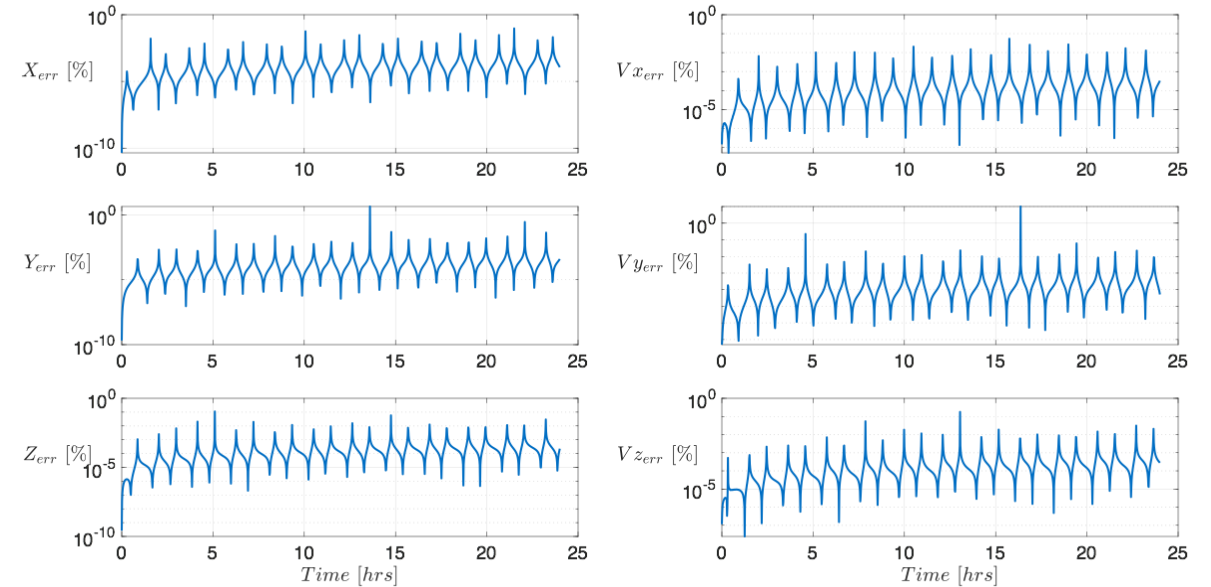 10^0
X_err [%]
10^-10
0 5 10 15 20 25
Vx_err [%]
10^-5
0 5 10 15 20 25
10^0
Y_err [%]
10^-10
0 5 10 15 20 25
10^0
Vy_err [%]
0 5 10 15 20 25
10^0
Z_err [%]
10^-5
10^-10
0 5 10 15 20 25
Time [hrs]
10^0
Vz_err [%]
10^-5
0 5 10 15 20 25
Time [hrs]